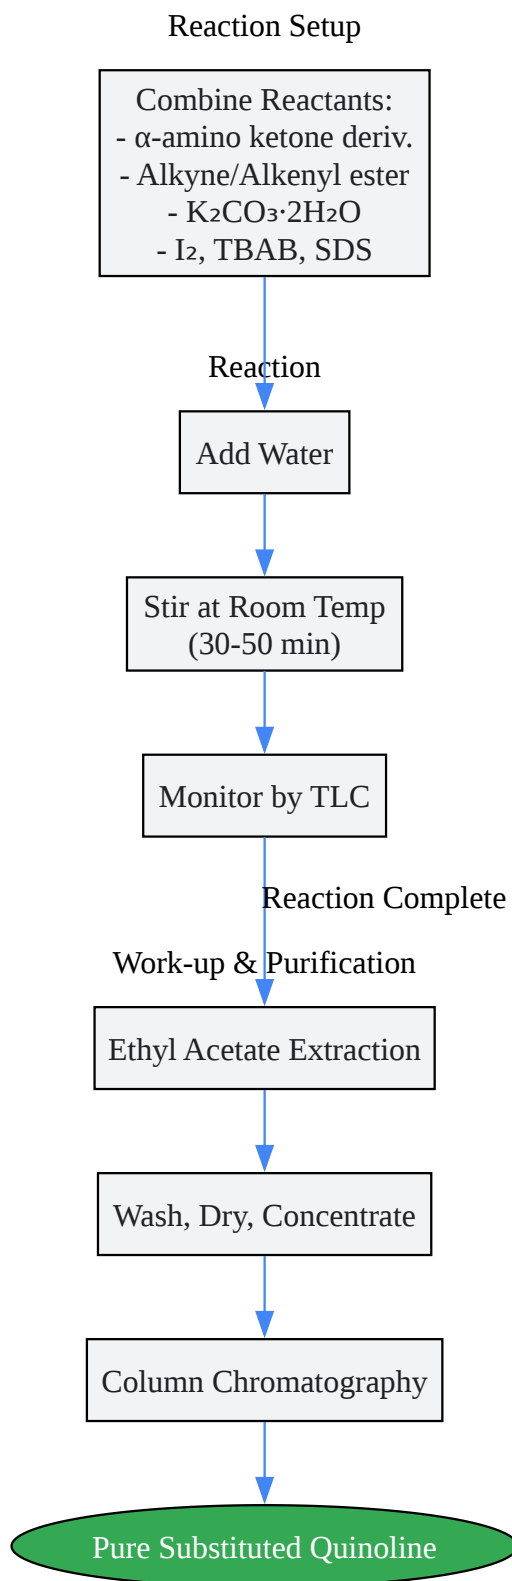 Reaction Setup
Combine Reactants:
- α-amino ketone deriv.
- Alkyne/Alkenyl ester
- K₂CO₃·2H₂O
- I₂, TBAB, SDS
Reaction
Add Water
Stir at Room Temp
(30-50 min)
Monitor by TLC
Reaction Complete
Work-up & Purification
Ethyl Acetate Extraction
Wash, Dry, Concentrate
Column Chromatography
Pure Substituted Quinoline